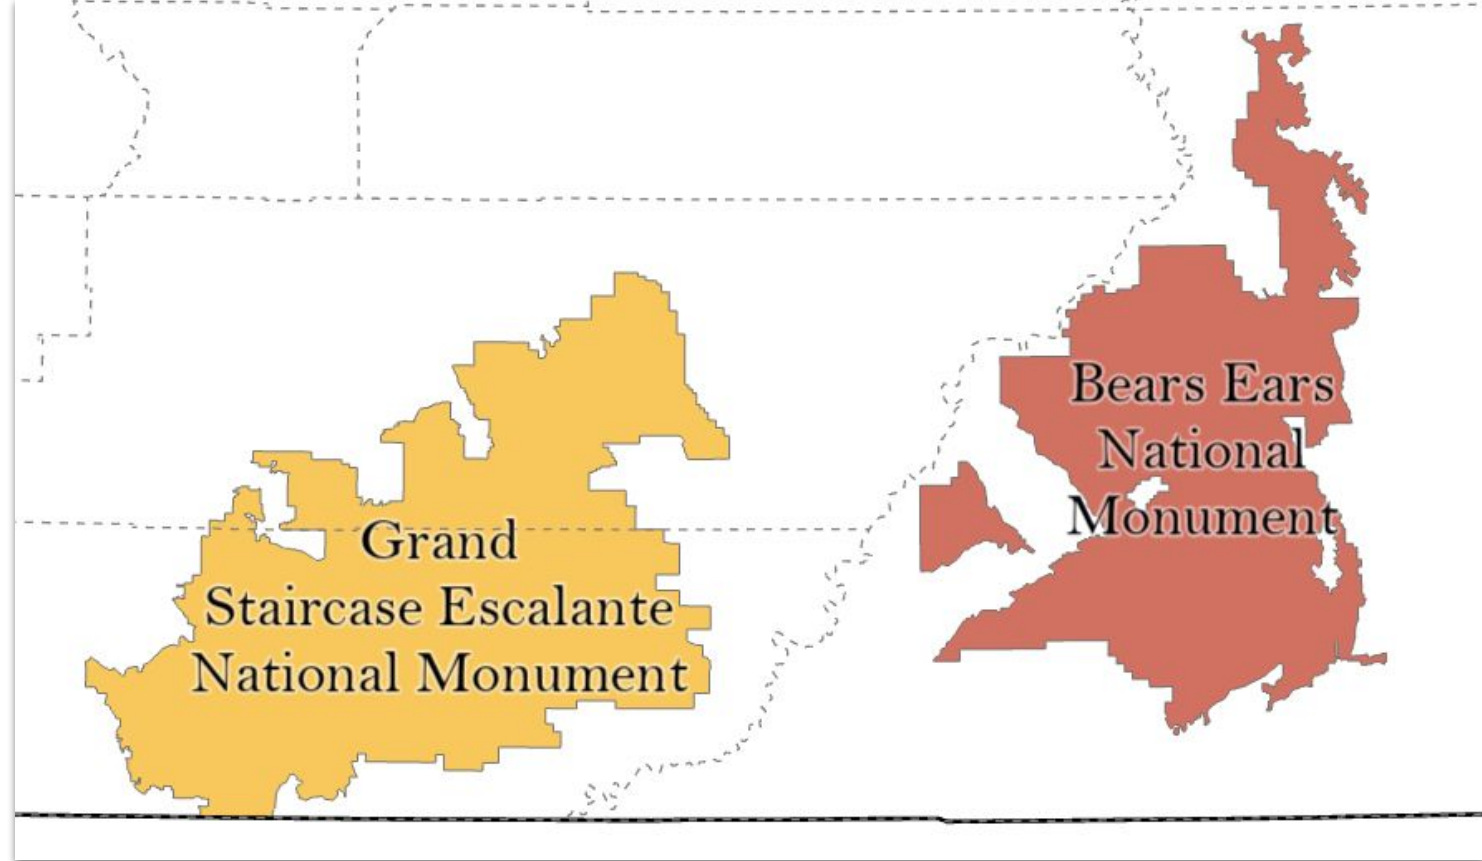 Grand
Staircase Escalante
National Monument
Bears Ears
National
Monument